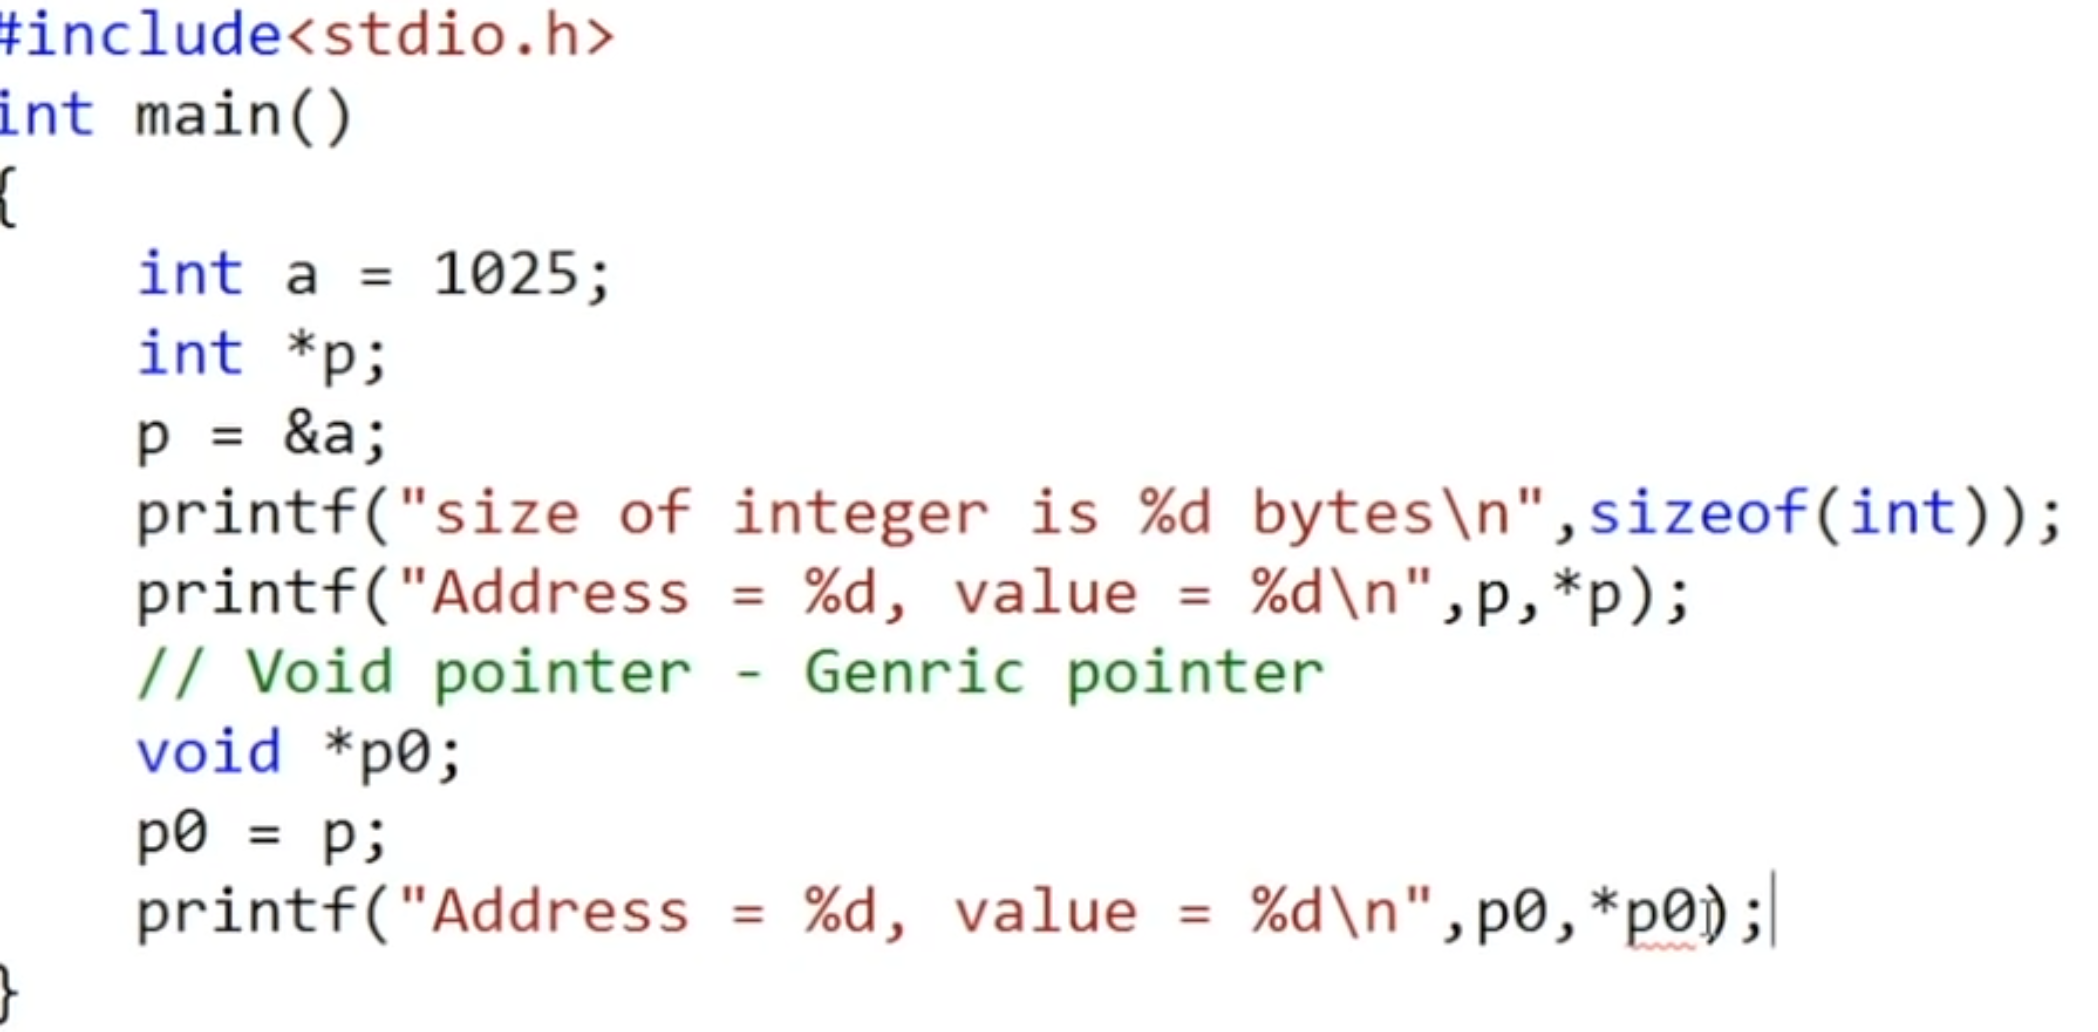 #include<stdio.h>
int main()
{
int a = 1025;
int *p;
p = &a;
printf("size of integer is %d bytes\n",sizeof(int));
printf("Address = %d, value = %d\n",p,*p);
// Void pointer - Genric pointer
void *p0;
p0 = p;
printf("Address = %d, value = %d\n",p0,*p0);
}